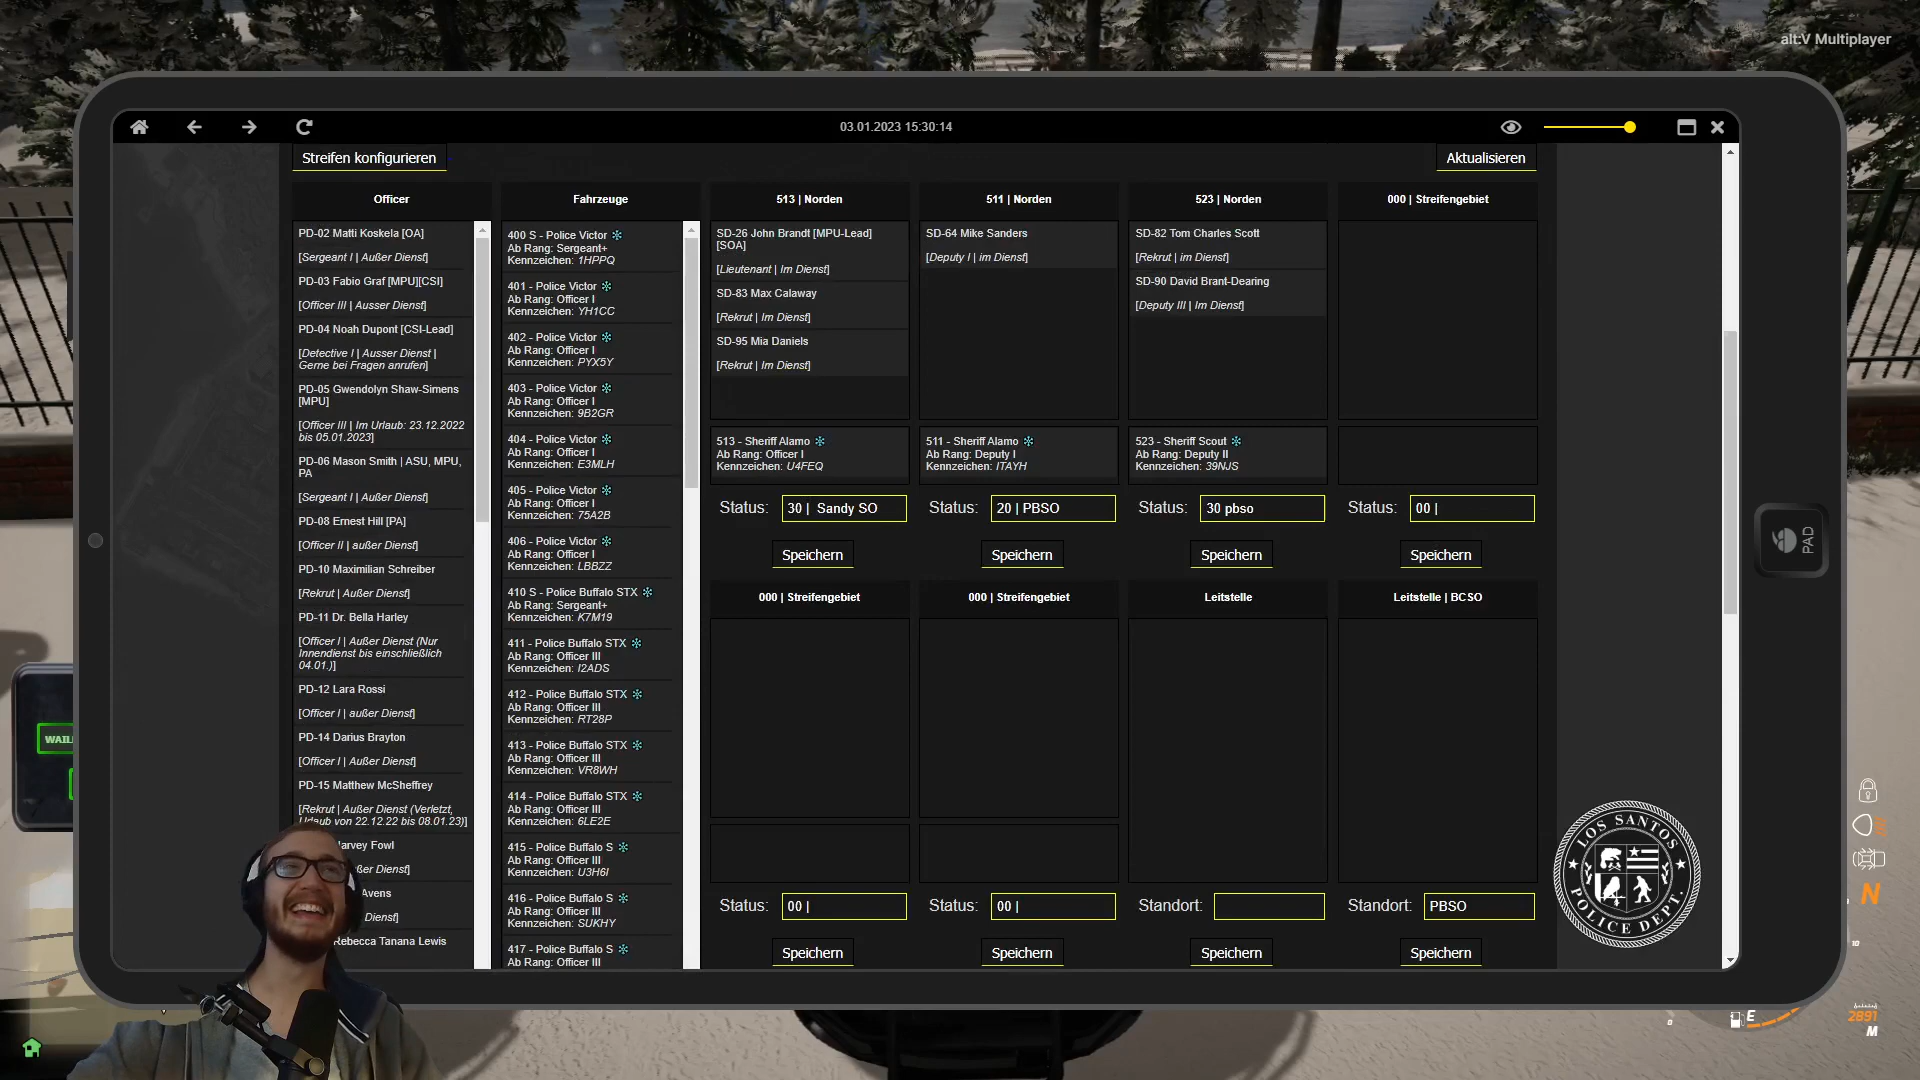 alt:V Multiplayer
03.01.2023 15:30:14
Streifen konfigurieren
Aktualisieren
Officer
PD-02 Matti Koskela [OA]
[Sergeant I | Außer Dienst]
PD-03 Fabio Graf [MPU][CSI]
[Officer III | Ausser Dienst]
PD-04 Noah Dupont [CSI-Lead]
[Detective I | Ausser Dienst |
Gerne bei Fragen anrufen]
PD-05 Gwendolyn Shaw-Simens
[MPU]
[Officer III | Im Urlaub: 23.12.2022
bis 05.01.2023]
PD-06 Mason Smith | ASU, MPU,
PA
[Sergeant I | Außer Dienst]
PD-08 Ernest Hill [PA]
[Officer II | außer Dienst]
PD-10 Maximilian Schreiber
[Rekrut | Außer Dienst]
PD-11 Dr. Bella Harley
[Officer I | Außer Dienst (Nur
Innendienst bis einschließlich
04.01.)]
PD-12 Lara Rossi
[Officer I | außer Dienst]
PD-14 Darius Brayton
[Officer I | Außer Dienst]
PD-15 Matthew McSheffrey
[Rekrut | Außer Dienst (Verletzt,
Urlaub von 22.12.22 bis 08.01.23)]
arvey Fowl
ßer Dienst]
Avens
Dienst]
Rebecca Tanana Lewis
Fahrzeuge
400 S - Police Victor
Ab Rang: Sergeant+
Kennzeichen: 1HPPQ
401 - Police Victor
Ab Rang: Officer I
Kennzeichen: YH1CC
402 - Police Victor
Ab Rang: Officer I
Kennzeichen: PYX5Y
403 - Police Victor
Ab Rang: Officer I
Kennzeichen: 9B2GR
404 - Police Victor
Ab Rang: Officer I
Kennzeichen: E3MLH
405 - Police Victor
Ab Rang: Officer I
Kennzeichen: 75A2B
406 - Police Victor
Ab Rang: Officer I
Kennzeichen: LBBZZ
410 S - Police Buffalo STX
Ab Rang: Sergeant+
Kennzeichen: K7M19
411 - Police Buffalo STX
Ab Rang: Officer III
Kennzeichen: I2ADS
412 - Police Buffalo STX
Ab Rang: Officer III
Kennzeichen: RT28P
413 - Police Buffalo STX
Ab Rang: Officer III
Kennzeichen: VR8WH
414 - Police Buffalo STX
Ab Rang: Officer III
Kennzeichen: 6LE2E
415 - Police Buffalo S
Ab Rang: Officer III
Kennzeichen: U3H6I
416 - Police Buffalo S
Ab Rang: Officer III
Kennzeichen: SUKHY
417 - Police Buffalo S
Ab Rang: Officer III
513 | Norden
SD-26 John Brandt [MPU-Lead]
[SOA]
[Lieutenant | Im Dienst]
SD-83 Max Calaway
[Rekrut | Im Dienst]
SD-95 Mia Daniels
[Rekrut | Im Dienst]
513 - Sheriff Alamo
Ab Rang: Officer I
Kennzeichen: U4FEQ
Status: 30 | Sandy SO
Speichern
511 | Norden
SD-64 Mike Sanders
[Deputy I | im Dienst]
511 - Sheriff Alamo
Ab Rang: Deputy I
Kennzeichen: ITAYH
Status: 20 | PBSO
Speichern
523 | Norden
SD-82 Tom Charles Scott
[Rekrut | im Dienst]
SD-90 David Brant-Dearing
[Deputy III | Im Dienst]
523 - Sheriff Scout
Ab Rang: Deputy II
Kennzeichen: 39NJS
Status: 30 pbso
Speichern
000 | Streifengebiet
Status: 00 |
Speichern
000 | Streifengebiet
Status: 00 |
Speichern
000 | Streifengebiet
Status: 00 |
Speichern
Leitstelle
Standort:
Speichern
Leitstelle | BCSO
Standort: PBSO
Speichern
PAD
WAIL
LOS SANTOS
POLICE DEPT.
N
10
E
0
2891
M